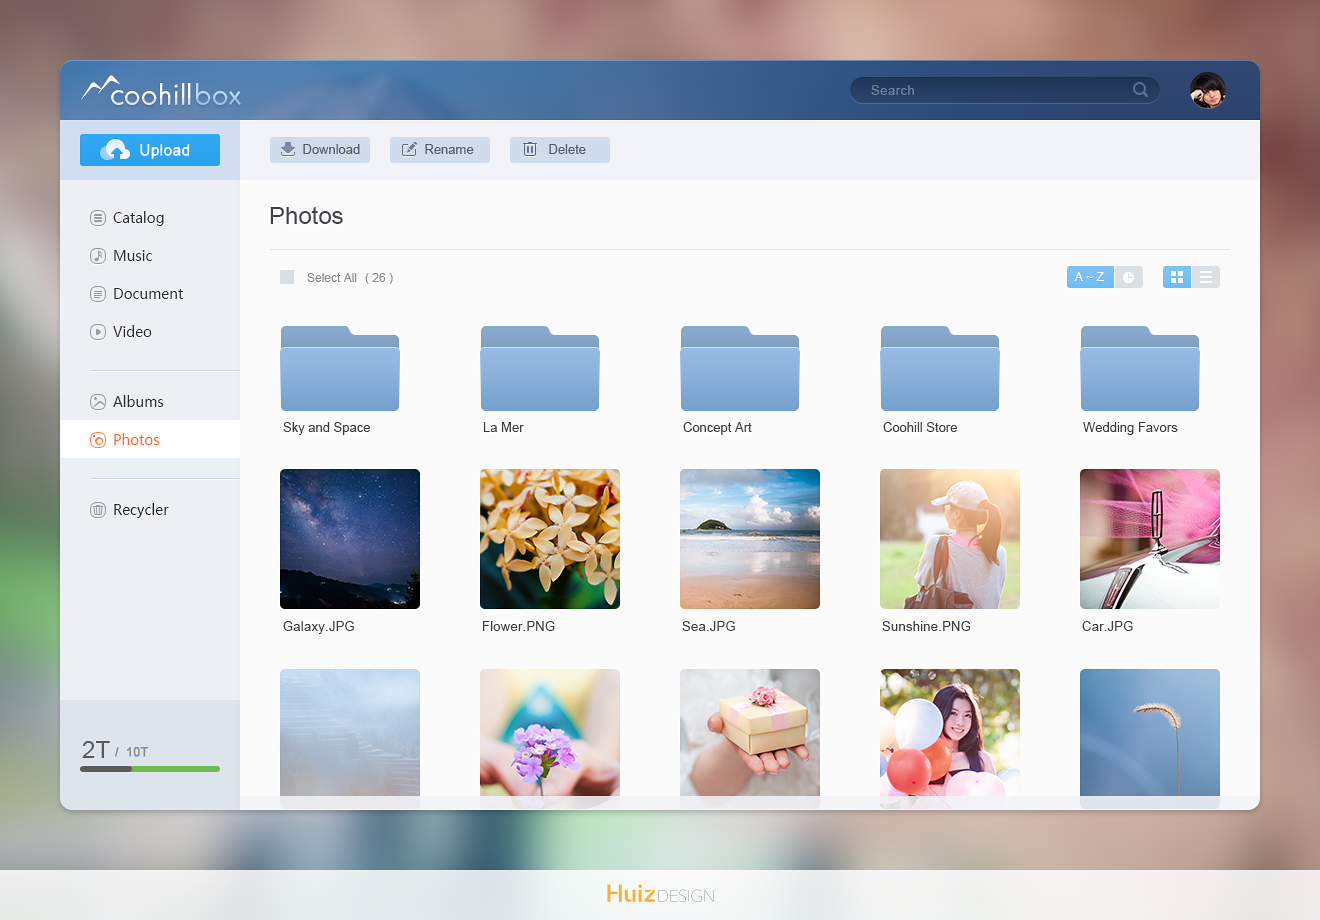 coohillbox
Search
Upload
Download
Rename
Delete
Catalog
Music
Document
Video
Albums
Photos
Recycler
2T / 10T
Photos
Select All ( 26 )
A ~ Z
Sky and Space
La Mer
Concept Art
Coohill Store
Wedding Favors
Galaxy.JPG
Flower.PNG
Sea.JPG
Sunshine.PNG
Car.JPG
HuizDESIGN